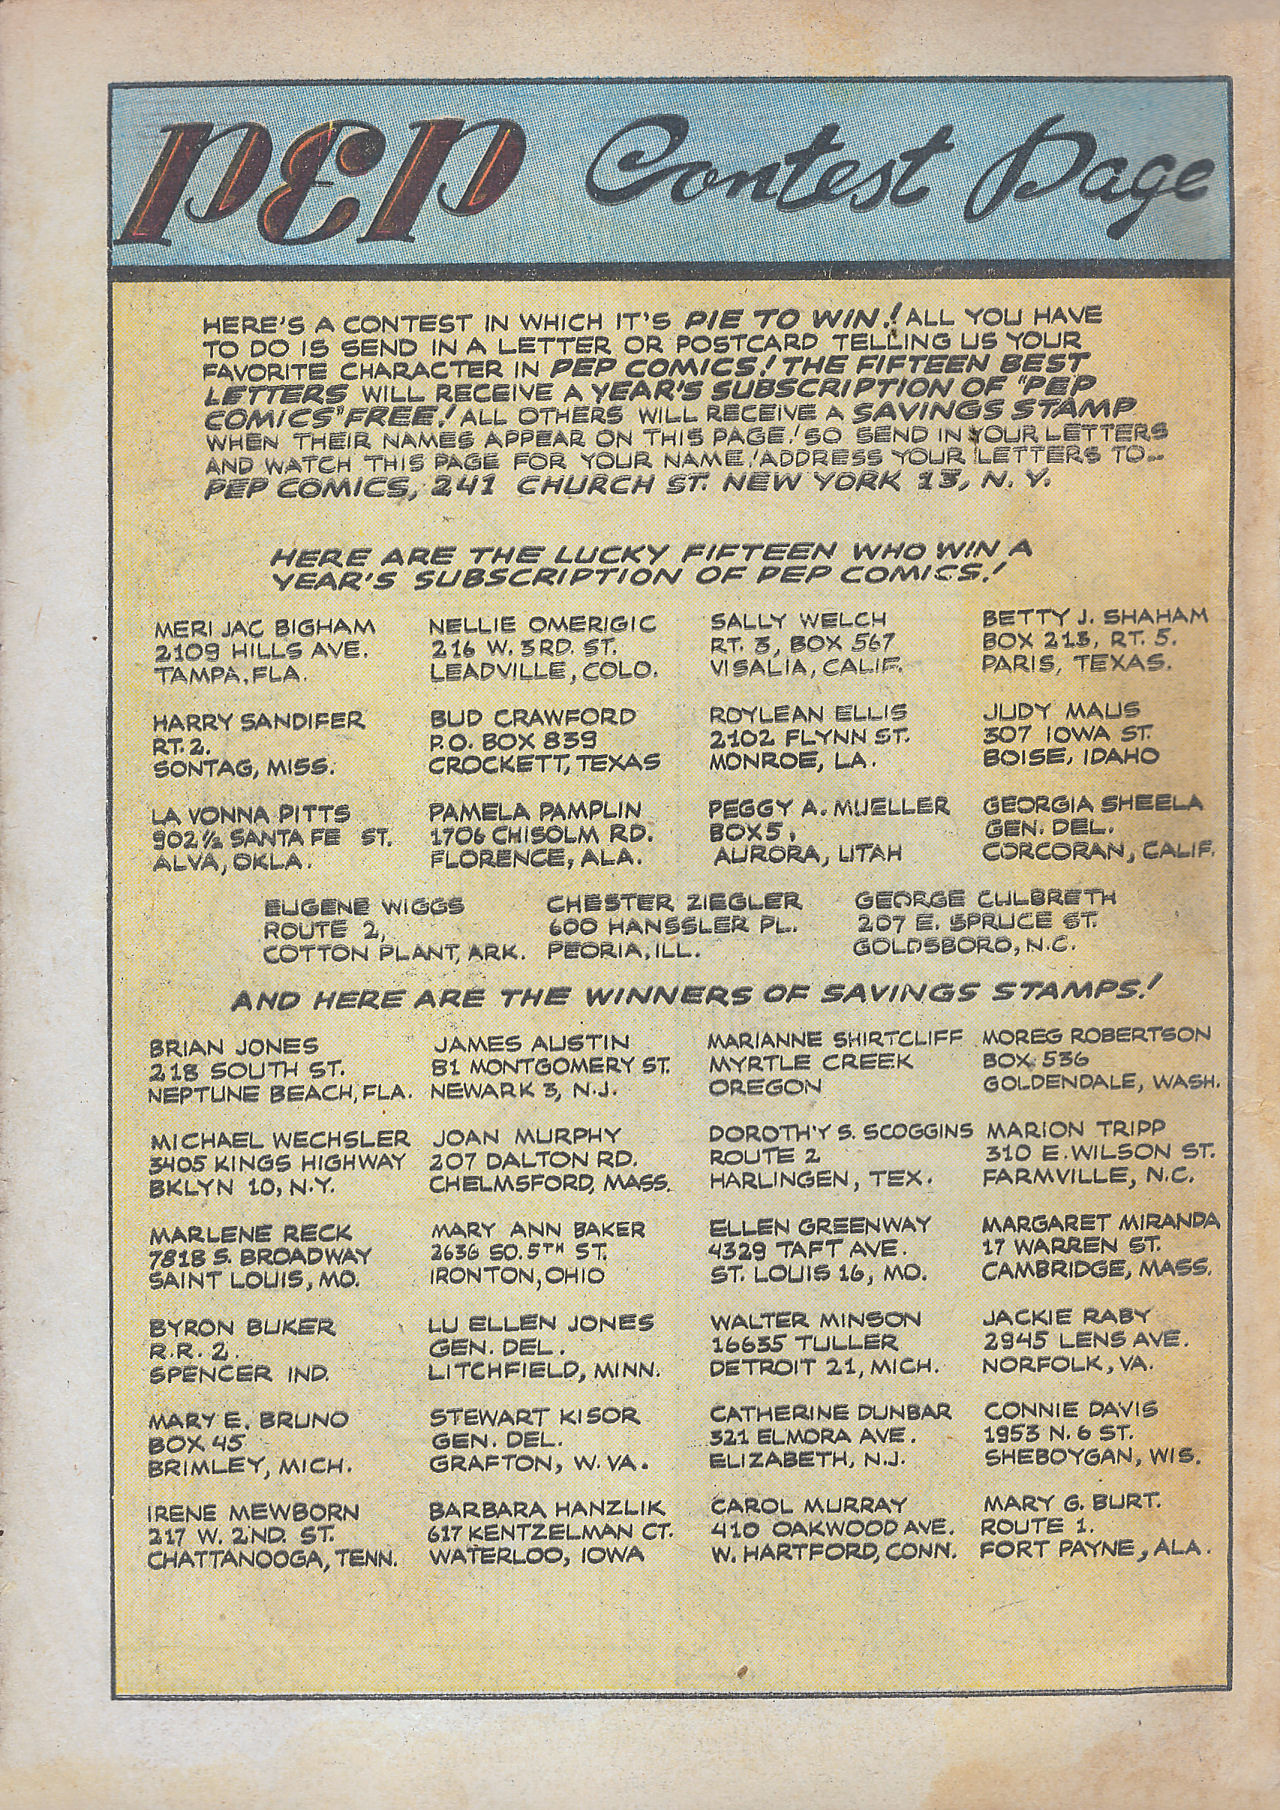 PEP Contest Page
HERE'S A CONTEST IN WHICH IT'S PIE TO WIN! ALL YOU HAVE
TO DO IS SEND IN A LETTER OR POSTCARD TELLING US YOUR
FAVORITE CHARACTER IN PEP COMICS! THE FIFTEEN BEST
LETTERS WILL RECEIVE A YEAR'S SUBSCRIPTION OF "PEP
COMICS" FREE! ALL OTHERS WILL RECEIVE A SAVINGS STAMP
WHEN THEIR NAMES APPEAR ON THIS PAGE! SO SEND IN YOUR LETTERS
AND WATCH THIS PAGE FOR YOUR NAME! ADDRESS YOUR LETTERS TO...
PEP COMICS, 241 CHURCH ST. NEW YORK 13, N. Y.
HERE ARE THE LUCKY FIFTEEN WHO WIN A
YEAR'S SUBSCRIPTION OF PEP COMICS!
MERI JAC BIGHAM
2109 HILLS AVE.
TAMPA, FLA.
NELLIE OMERIGIC
216 W. 3RD. ST.
LEADVILLE, COLO.
SALLY WELCH
RT. 3, BOX 567
VISALIA, CALIF.
BETTY J. SHAHAM
BOX 213, RT. 5.
PARIS, TEXAS.
HARRY SANDIFER
RT. 2.
SONTAG, MISS.
BUD CRAWFORD
P.O. BOX 839
CROCKETT, TEXAS
ROYLEAN ELLIS
2102 FLYNN ST.
MONROE, LA.
JUDY MAUS
307 IOWA ST.
BOISE, IDAHO
LA VONNA PITTS
902 ½ SANTA FE ST.
ALVA, OKLA.
PAMELA PAMPLIN
1706 CHISOLM RD.
FLORENCE, ALA.
PEGGY A. MUELLER
BOX 5,
AURORA, UTAH
GEORGIA SHEELA
GEN. DEL.
CORCORAN, CALIF.
EUGENE WIGGS
ROUTE 2,
COTTON PLANT, ARK.
CHESTER ZIEGLER
600 HANSSLER PL.
PEORIA, ILL.
GEORGE CULBRETH
207 E. SPRUCE ST.
GOLDSBORO, N.C.
AND HERE ARE THE WINNERS OF SAVINGS STAMPS!
BRIAN JONES
218 SOUTH ST.
NEPTUNE BEACH, FLA.
JAMES AUSTIN
81 MONTGOMERY ST.
NEWARK 3, N.J.
MARIANNE SHIRTCLIFF
MYRTLE CREEK
OREGON
MOREG ROBERTSON
BOX 536
GOLDENDALE, WASH.
MICHAEL WECHSLER
3405 KINGS HIGHWAY
BKLYN 10, N.Y.
JOAN MURPHY
207 DALTON RD.
CHELMSFORD, MASS.
DOROTHY S. SCOGGINS
ROUTE 2
HARLINGEN, TEX.
MARION TRIPP
310 E. WILSON ST.
FARMVILLE, N.C.
MARLENE RECK
7818 S. BROADWAY
SAINT LOUIS, MO.
MARY ANN BAKER
2636 SO. 5TH ST.
IRONTON, OHIO
ELLEN GREENWAY
4329 TAFT AVE.
ST. LOUIS 16, MO.
MARGARET MIRANDA
17 WARREN ST.
CAMBRIDGE, MASS.
BYRON BUKER
R.R. 2.
SPENCER IND.
LU ELLEN JONES
GEN. DEL.
LITCHFIELD, MINN.
WALTER MINSON
16635 TULLER
DETROIT 21, MICH.
JACKIE RABY
2945 LENS AVE.
NORFOLK, VA.
MARY E. BRUNO
BOX 45
BRIMLEY, MICH.
STEWART KISOR
GEN. DEL.
GRAFTON, W. VA.
CATHERINE DUNBAR
321 ELMORA AVE.
ELIZABETH, N.J.
CONNIE DAVIS
1953 N. 6 ST.
SHEBOYGAN, WIS.
IRENE MEWBORN
217 W. 2ND. ST.
CHATTANOOGA, TENN.
BARBARA HANZLIK
617 KENTZELMAN CT.
WATERLOO, IOWA
CAROL MURRAY
410 OAKWOOD AVE.
W. HARTFORD, CONN.
MARY G. BURT.
ROUTE 1.
FORT PAYNE, ALA.